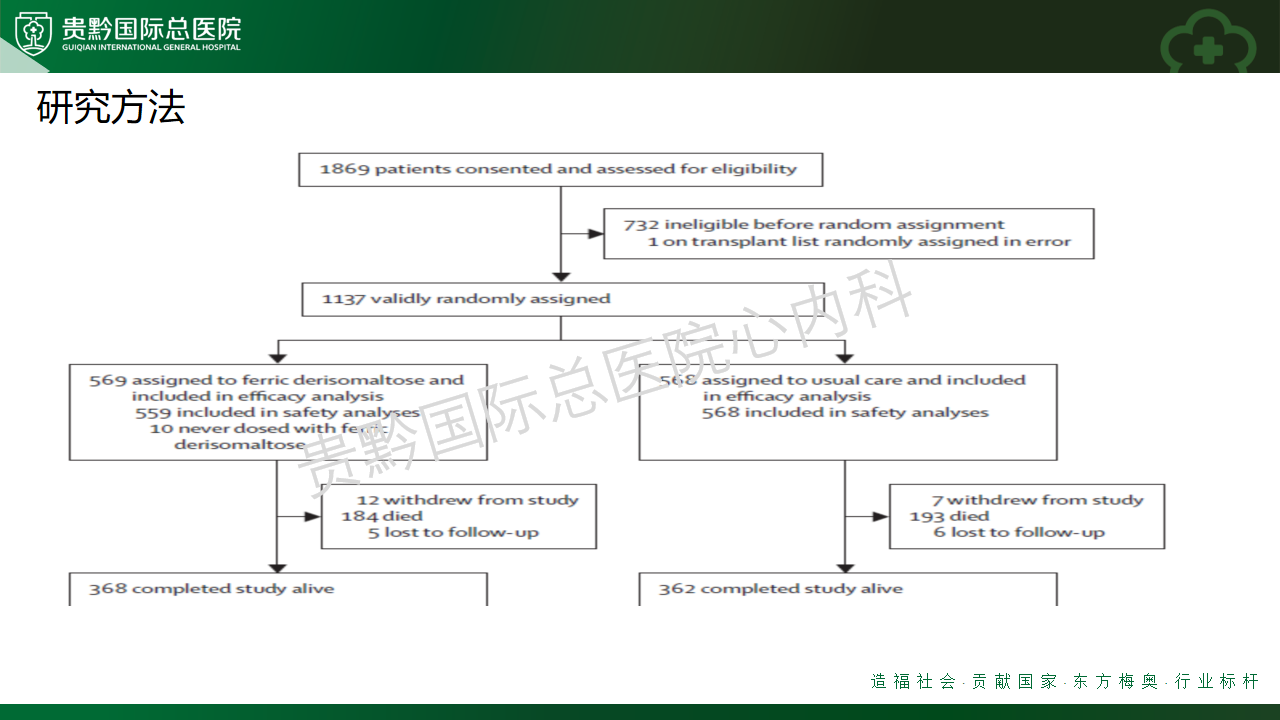 贵黔国际总医院
GUIQIAN INTERNATIONAL GENERAL HOSPITAL
研究方法
1869 patients consented and assessed for eligibility
732 ineligible before random assignment
1 on transplant list randomly assigned in error
1137 validly randomly assigned
569 assigned to ferric derisomaltose and
included in efficacy analysis
559 included in safety analyses
10 never dosed with ferric
derisomaltose
568 assigned to usual care and included
in efficacy analysis
568 included in safety analyses
贵黔国际总医院心内科
12 withdrew from study
184 died
5 lost to follow-up
7 withdrew from study
193 died
6 lost to follow-up
368 completed study alive
362 completed study alive
造福社会·贡献国家·东方梅奥·行业标杆